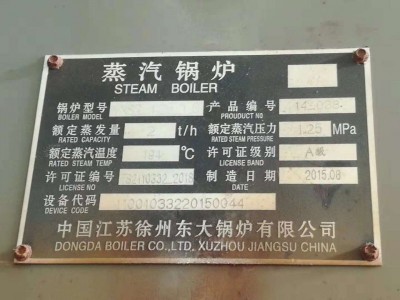 蒸汽锅炉
STEAM BOILER
锅炉型号 产品编号
BOILER MODEL PROUDUCT NO
额定蒸发量 2 t/h 额定蒸汽压力 1.25 MPa
RATED CAPACITY RATED STEAM PRESSURE
额定蒸汽温度 194 ℃ 许可证级别 A级
RATED STEAM TEMP LICENSE BAND
许可证编号 制造日期 2015.08
LICENSE NO DATE
设备代码
DEVICE CODE
中国江苏徐州东大锅炉有限公司
DONGDA BOILER CO.,LTD. XUZHOU JIANGSU CHINA